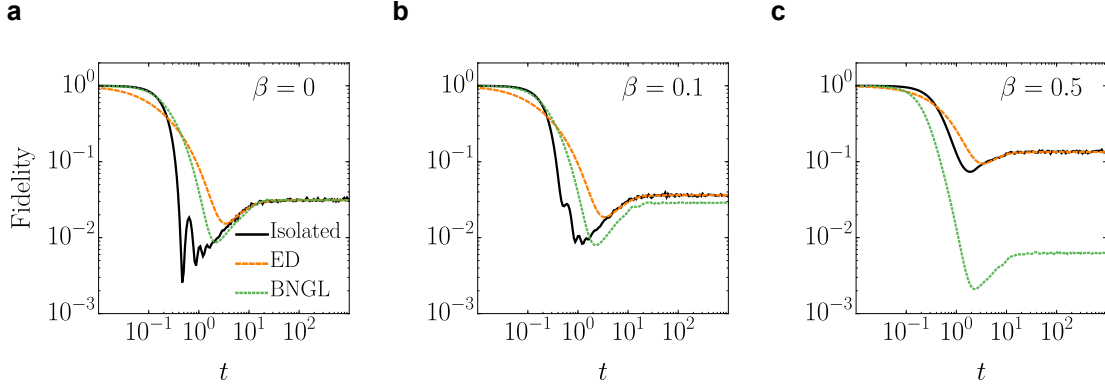 a
b
c
Fidelity
10^0
10^{-1}
10^{-2}
10^{-3}
β = 0
Isolated
ED
BNGL
10^{-1} 10^0 10^1 10^2
t
10^0
10^{-1}
10^{-2}
10^{-3}
β = 0.1
10^{-1} 10^0 10^1 10^2
t
10^0
10^{-1}
10^{-2}
10^{-3}
β = 0.5
10^{-1} 10^0 10^1 10^2
t